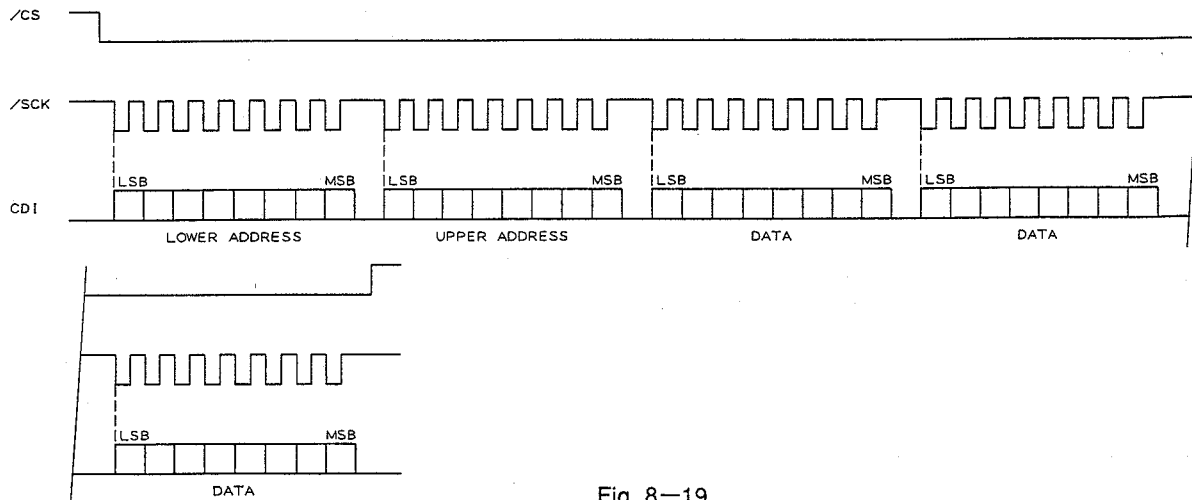 /CS
/SCK
LSB MSB LSB MSB LSB MSB LSB MSB
CDI
LOWER ADDRESS UPPER ADDRESS DATA DATA
LSB MSB
DATA
Fig. 8—19